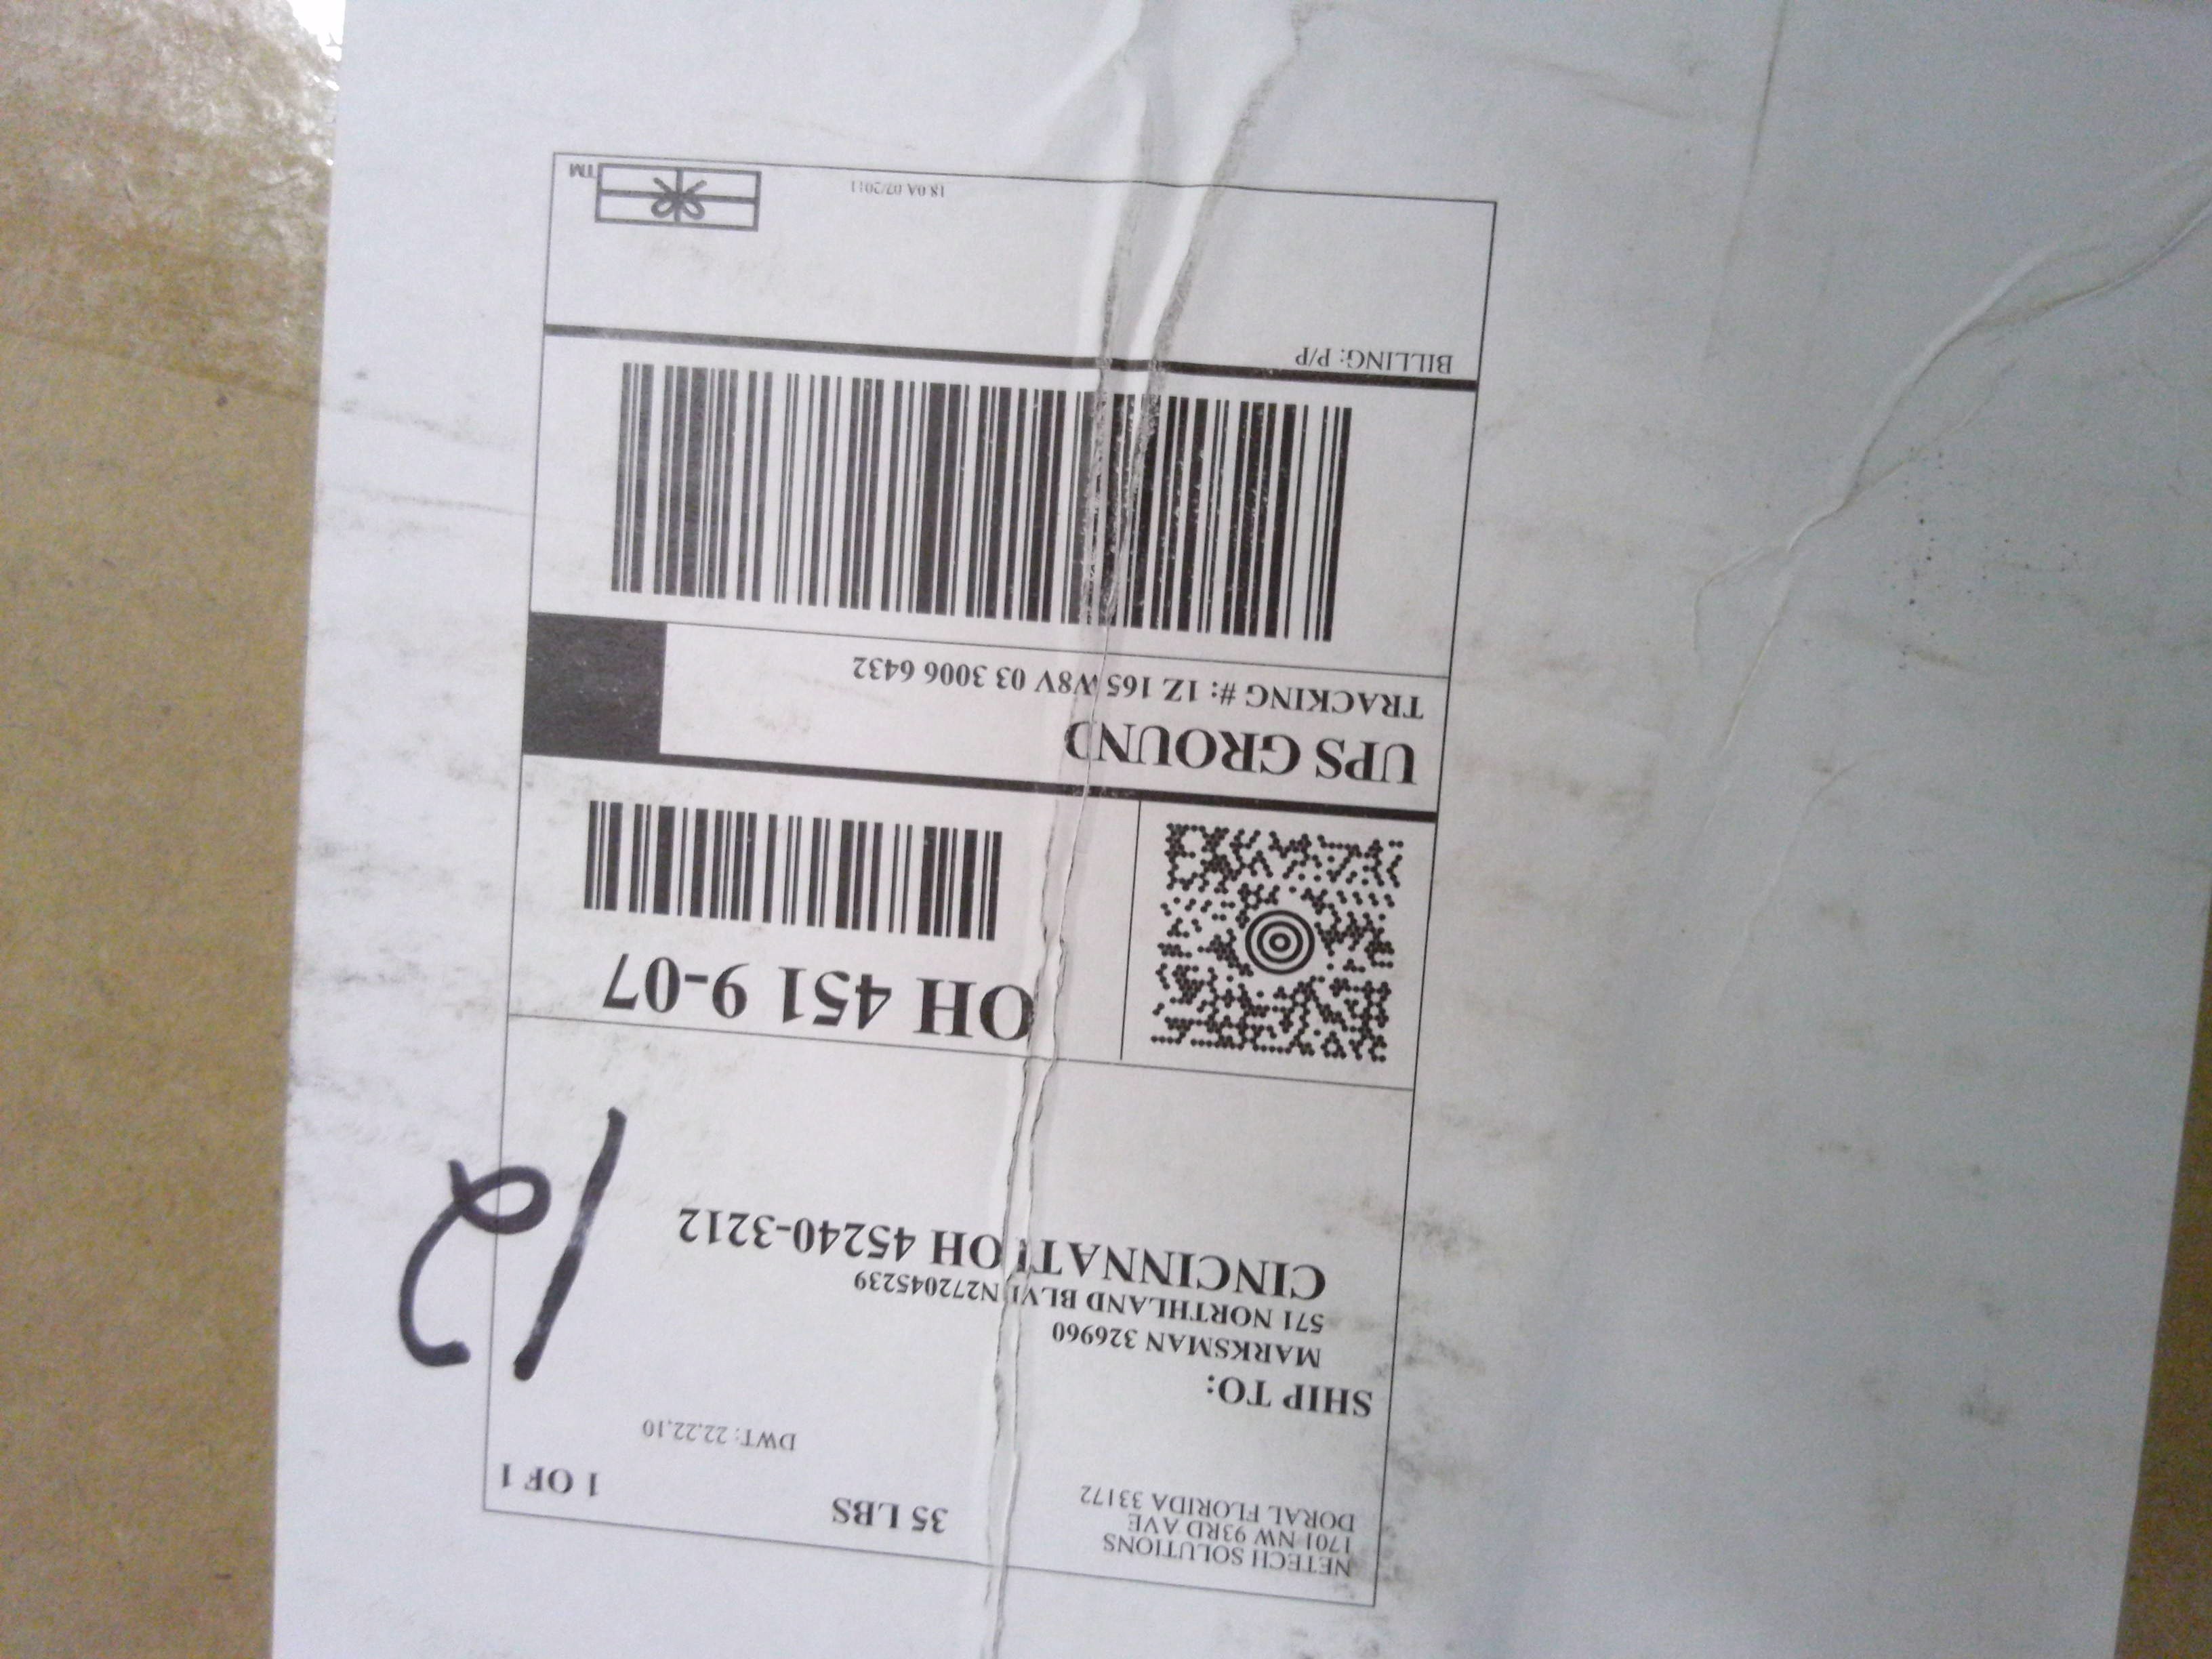 NETECH SOLUTIONS
1701 NW 93RD AVE
DORAL FLORIDA 33172
35 LBS
1 OF 1
DWT: 22,22,10
SHIP TO:
MARKSMAN 326960
571 NORTHLAND BLVD N272045239
CINCINNATI OH 45240-3212
12
OH 451 9-07
UPS GROUND
TRACKING #: 1Z 165 W8V 03 3006 6432
BILLING: P/P
18.0A 07/2011
TM